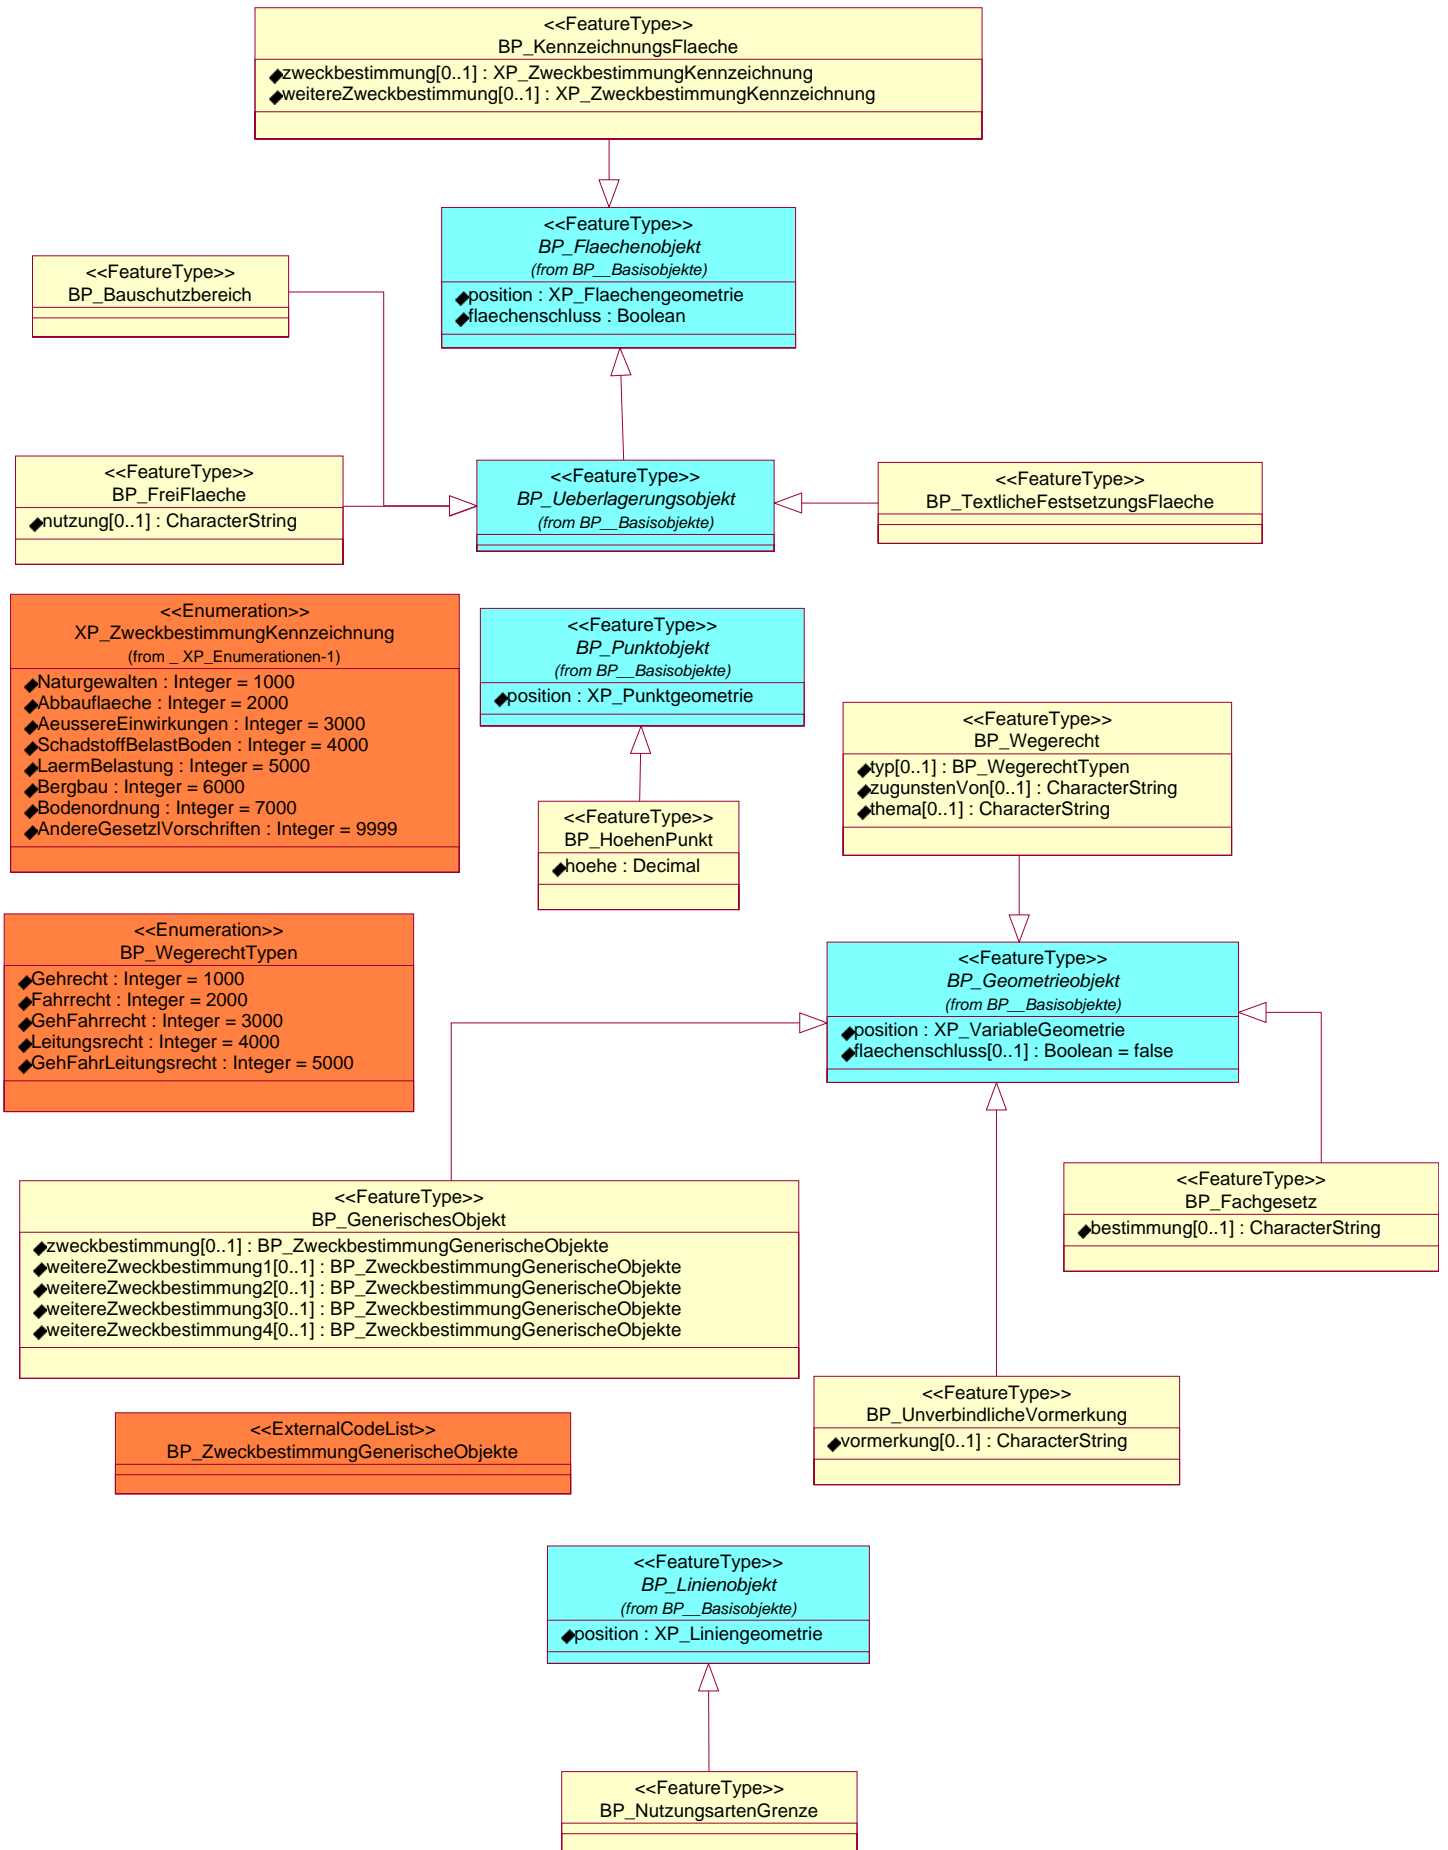 <<FeatureType>>
BP_KennzeichnungsFlaeche
zweckbestimmung[0..1] : XP_ZweckbestimmungKennzeichnung
weitereZweckbestimmung[0..1] : XP_ZweckbestimmungKennzeichnung
<<FeatureType>>
BP_Flaechenobjekt
(from BP__Basisobjekte)
position : XP_Flaechengeometrie
flaechenschluss : Boolean
<<FeatureType>>
BP_Bauschutzbereich
<<FeatureType>>
BP_FreiFlaeche
nutzung[0..1] : CharacterString
<<FeatureType>>
BP_Ueberlagerungsobjekt
(from BP__Basisobjekte)
<<FeatureType>>
BP_TextlicheFestsetzungsFlaeche
<<Enumeration>>
XP_ZweckbestimmungKennzeichnung
(from _ XP_Enumerationen-1)
Naturgewalten : Integer = 1000
Abbauflaeche : Integer = 2000
AeussereEinwirkungen : Integer = 3000
SchadstoffBelastBoden : Integer = 4000
LaermBelastung : Integer = 5000
Bergbau : Integer = 6000
Bodenordnung : Integer = 7000
AndereGesetzlVorschriften : Integer = 9999
<<FeatureType>>
BP_Punktobjekt
(from BP__Basisobjekte)
position : XP_Punktgeometrie
<<FeatureType>>
BP_Wegerecht
typ[0..1] : BP_WegerechtTypen
zugunstenVon[0..1] : CharacterString
thema[0..1] : CharacterString
<<FeatureType>>
BP_HoehenPunkt
hoehe : Decimal
<<Enumeration>>
BP_WegerechtTypen
Gehrecht : Integer = 1000
Fahrrecht : Integer = 2000
GehFahrrecht : Integer = 3000
Leitungsrecht : Integer = 4000
GehFahrLeitungsrecht : Integer = 5000
<<FeatureType>>
BP_Geometrieobjekt
(from BP__Basisobjekte)
position : XP_VariableGeometrie
flaechenschluss[0..1] : Boolean = false
<<FeatureType>>
BP_GenerischesObjekt
zweckbestimmung[0..1] : BP_ZweckbestimmungGenerischeObjekte
weitereZweckbestimmung1[0..1] : BP_ZweckbestimmungGenerischeObjekte
weitereZweckbestimmung2[0..1] : BP_ZweckbestimmungGenerischeObjekte
weitereZweckbestimmung3[0..1] : BP_ZweckbestimmungGenerischeObjekte
weitereZweckbestimmung4[0..1] : BP_ZweckbestimmungGenerischeObjekte
<<FeatureType>>
BP_Fachgesetz
bestimmung[0..1] : CharacterString
<<FeatureType>>
BP_UnverbindlicheVormerkung
vormerkung[0..1] : CharacterString
<<ExternalCodeList>>
BP_ZweckbestimmungGenerischeObjekte
<<FeatureType>>
BP_Linienobjekt
(from BP__Basisobjekte)
position : XP_Liniengeometrie
<<FeatureType>>
BP_NutzungsartenGrenze